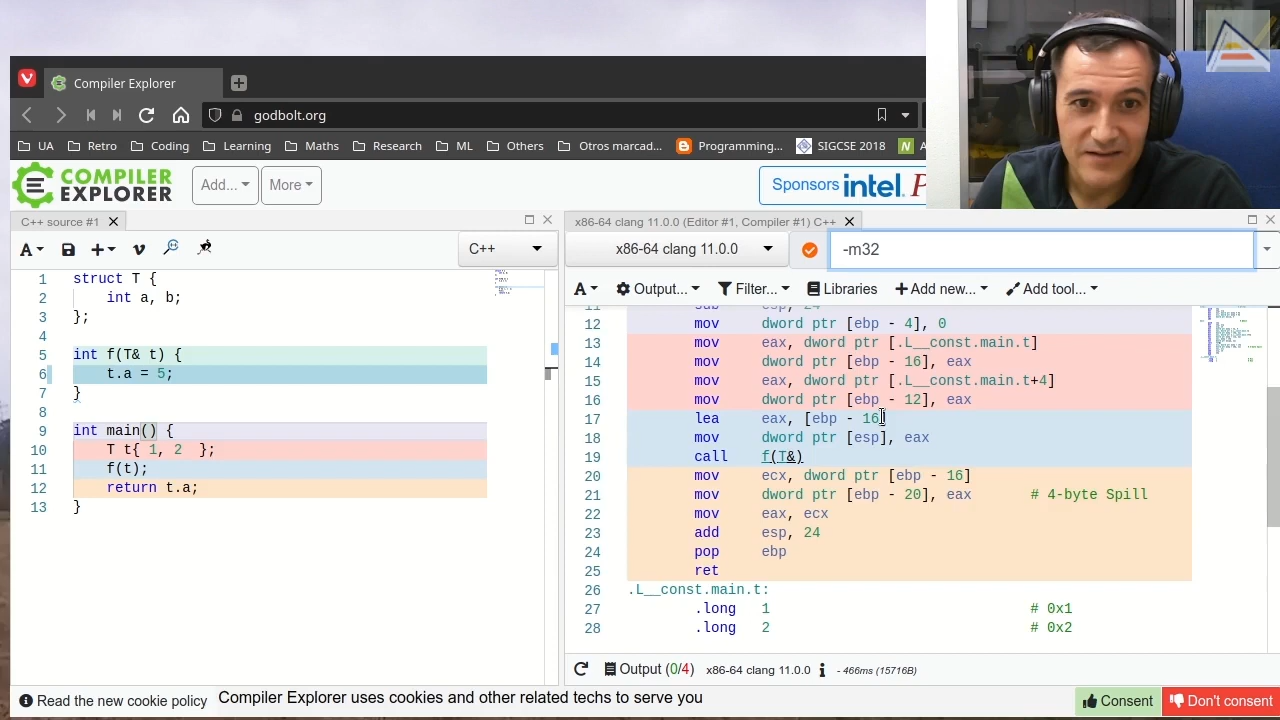 Compiler Explorer
godbolt.org
UA Retro Coding Learning Maths Research ML Others Otros marcad... Programming... SIGCSE 2018
COMPILER
EXPLORER
Add... More Sponsors intel.
C++ source #1
x86-64 clang 11.0.0 (Editor #1, Compiler #1) C++
A C++
x86-64 clang 11.0.0 -m32
A Output... Filter... Libraries Add new... Add tool...
1 struct T {
2 int a, b;
3 };
4
5 int f(T& t) {
6 t.a = 5;
7 }
8
9 int main() {
10 T t{ 1, 2  };
11 f(t);
12 return t.a;
13 }
11 sub esp, 24
12 mov dword ptr [ebp - 4], 0
13 mov eax, dword ptr [.L__const.main.t]
14 mov dword ptr [ebp - 16], eax
15 mov eax, dword ptr [.L__const.main.t+4]
16 mov dword ptr [ebp - 12], eax
17 lea eax, [ebp - 16]
18 mov dword ptr [esp], eax
19 call f(T&)
20 mov ecx, dword ptr [ebp - 16]
21 mov dword ptr [ebp - 20], eax # 4-byte Spill
22 mov eax, ecx
23 add esp, 24
24 pop ebp
25 ret
26 .L__const.main.t:
27 .long 1 # 0x1
28 .long 2 # 0x2
Output (0/4) x86-64 clang 11.0.0 i - 466ms (15716B)
Read the new cookie policy Compiler Explorer uses cookies and other related techs to serve you Consent Don't consent